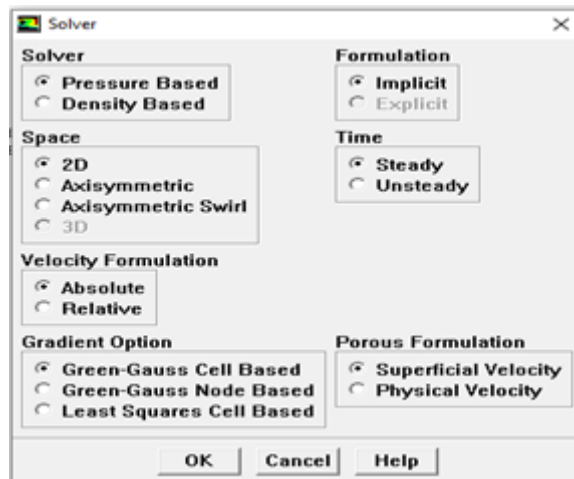 Solver
Solver
Pressure Based
Density Based
Formulation
Implicit
Explicit
Space
2D
Axisymmetric
Axisymmetric Swirl
3D
Time
Steady
Unsteady
Velocity Formulation
Absolute
Relative
Gradient Option
Green-Gauss Cell Based
Green-Gauss Node Based
Least Squares Cell Based
Porous Formulation
Superficial Velocity
Physical Velocity
OK
Cancel
Help